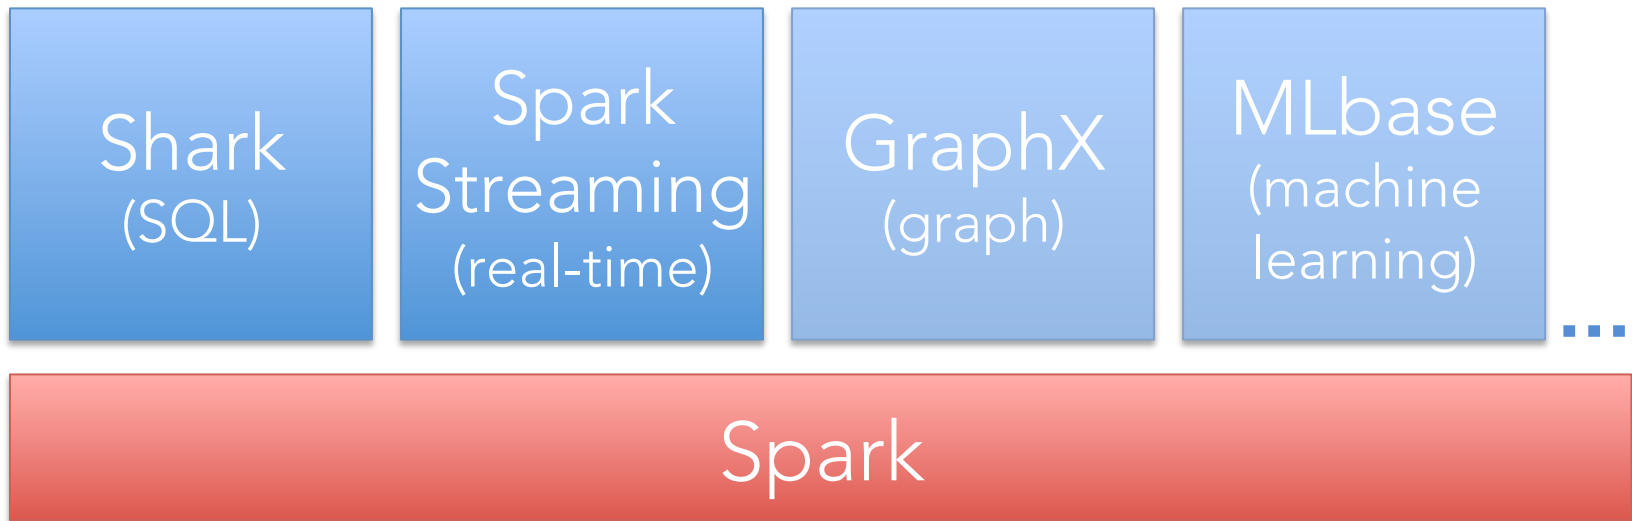 Shark
(SQL)
Spark
Streaming
(real-time)
GraphX
(graph)
MLbase
(machine
learning)
...
Spark